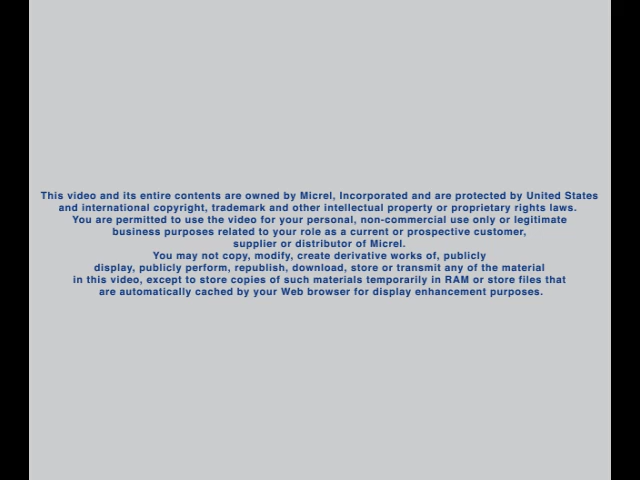 This video and its entire contents are owned by Micrel, Incorporated and are protected by United States
and international copyright, trademark and other intellectual property or proprietary rights laws.
You are permitted to use the video for your personal, non-commercial use only or legitimate
business purposes related to your role as a current or prospective customer,
supplier or distributor of Micrel.
You may not copy, modify, create derivative works of, publicly
display, publicly perform, republish, download, store or transmit any of the material
in this video, except to store copies of such materials temporarily in RAM or store files that
are automatically cached by your Web browser for display enhancement purposes.